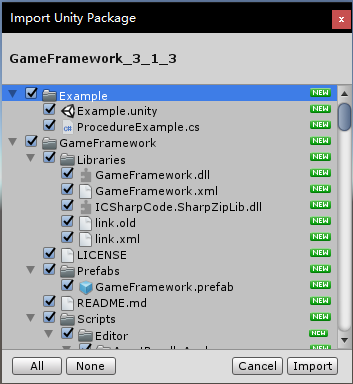 Import Unity Package
x
GameFramework_3_1_3
Example NEW
Example.unity NEW
C# ProcedureExample.cs NEW
GameFramework NEW
Libraries NEW
GameFramework.dll NEW
GameFramework.xml NEW
ICSharpCode.SharpZipLib.dll NEW
link.old NEW
link.xml NEW
LICENSE NEW
Prefabs NEW
GameFramework.prefab NEW
README.md NEW
Scripts NEW
Editor NEW
All None Cancel Import